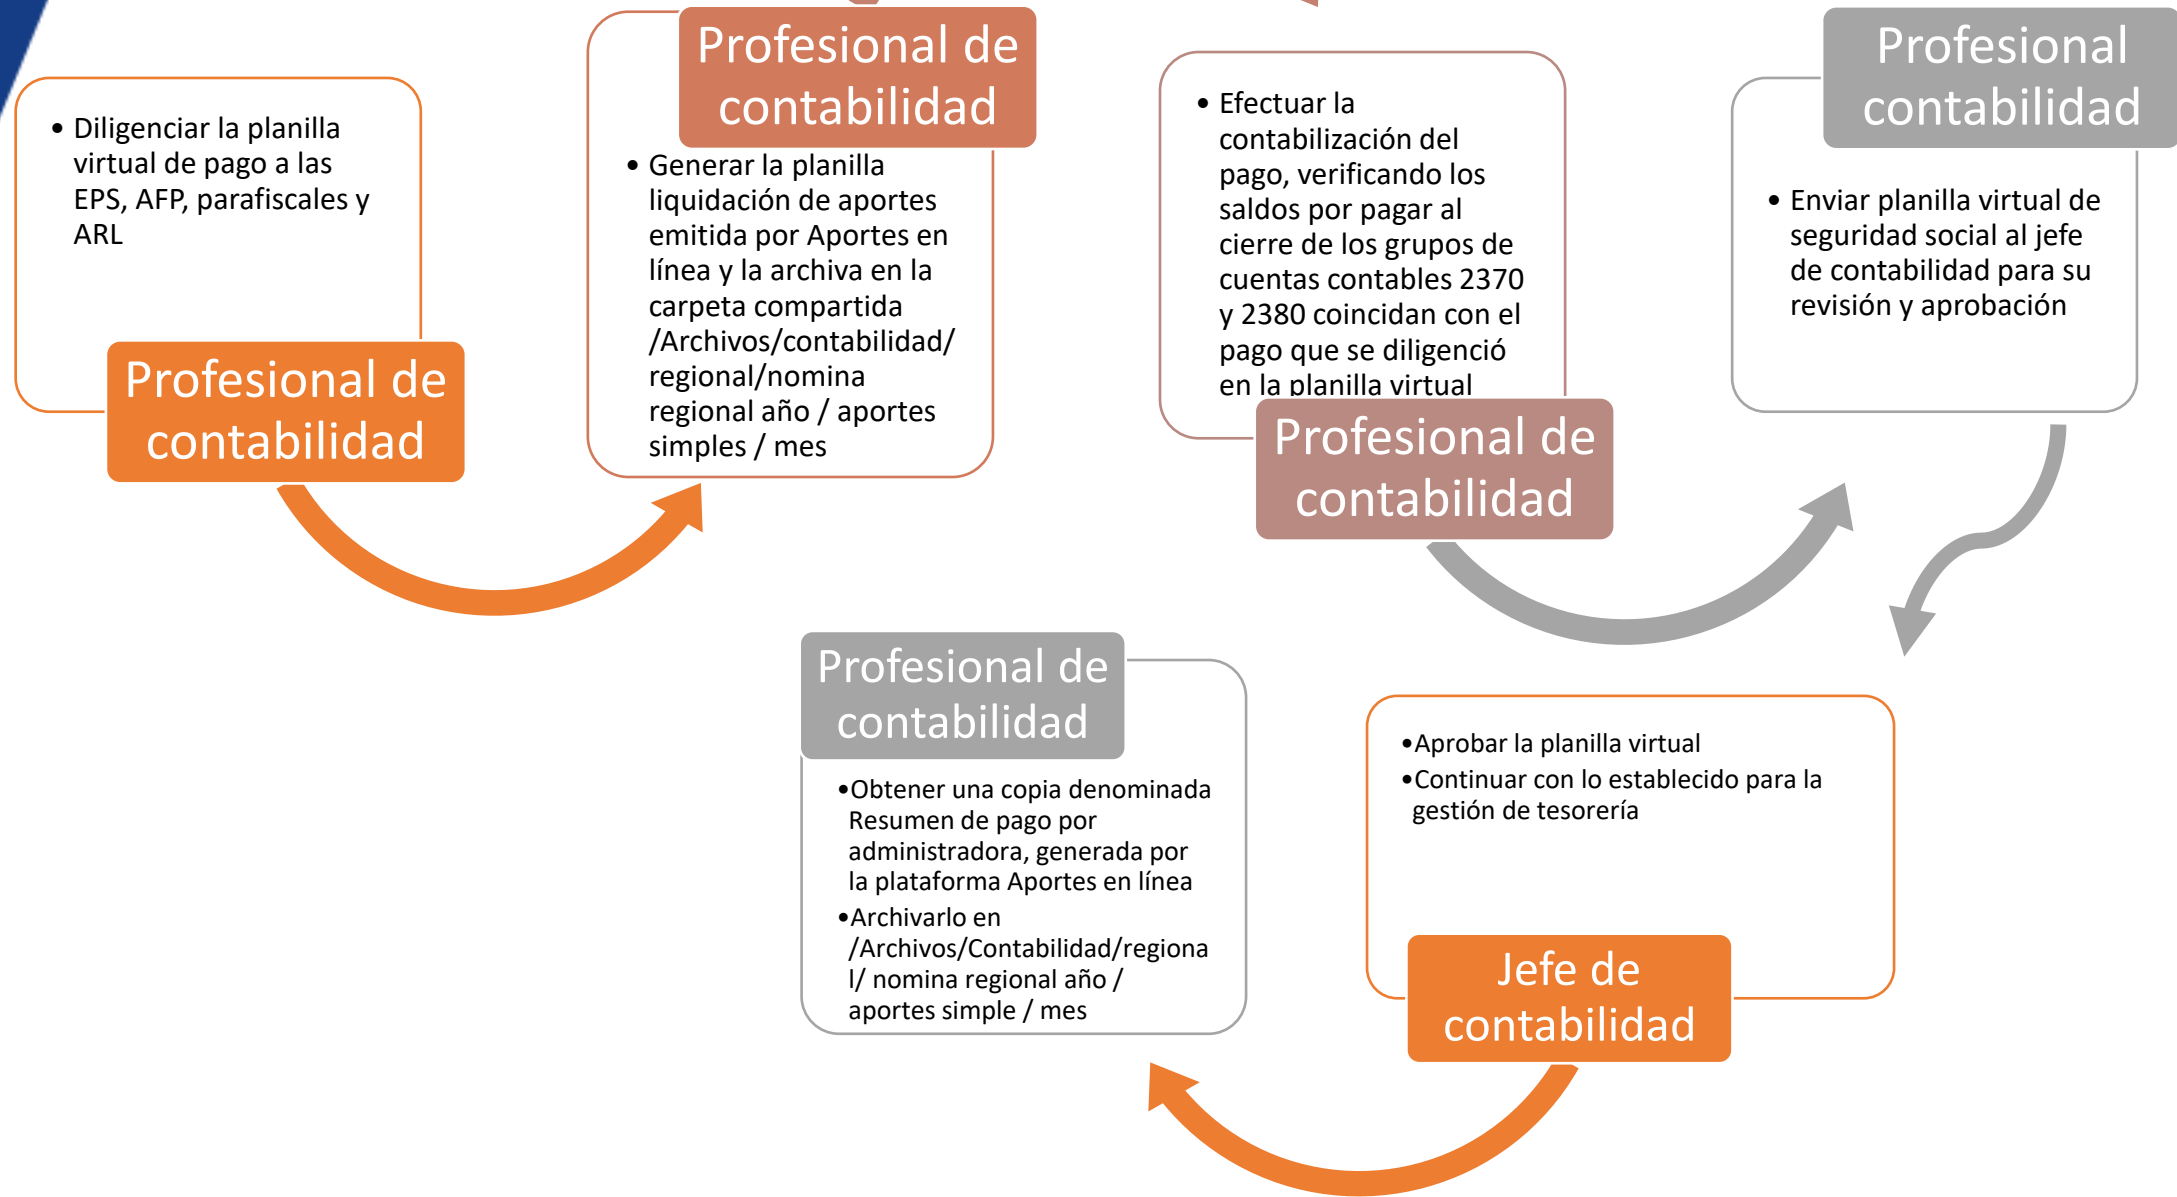 • Diligenciar la planilla
virtual de pago a las
EPS, AFP, parafiscales y
ARL
Profesional de
contabilidad
Profesional de
contabilidad
• Generar la planilla
liquidación de aportes
emitida por Aportes en
línea y la archiva en la
carpeta compartida
/Archivos/contabilidad/
regional/nomina
regional año / aportes
simples / mes
• Efectuar la
contabilización del
pago, verificando los
saldos por pagar al
cierre de los grupos de
cuentas contables 2370
y 2380 coincidan con el
pago que se diligenció
en la planilla virtual
Profesional de
contabilidad
Profesional
contabilidad
• Enviar planilla virtual de
seguridad social al jefe
de contabilidad para su
revisión y aprobación
•Aprobar la planilla virtual
•Continuar con lo establecido para la
gestión de tesorería
Jefe de
contabilidad
Profesional de
contabilidad
•Obtener una copia denominada
Resumen de pago por
administradora, generada por
la plataforma Aportes en línea
•Archivarlo en
/Archivos/Contabilidad/regiona
l/ nomina regional año /
aportes simple / mes